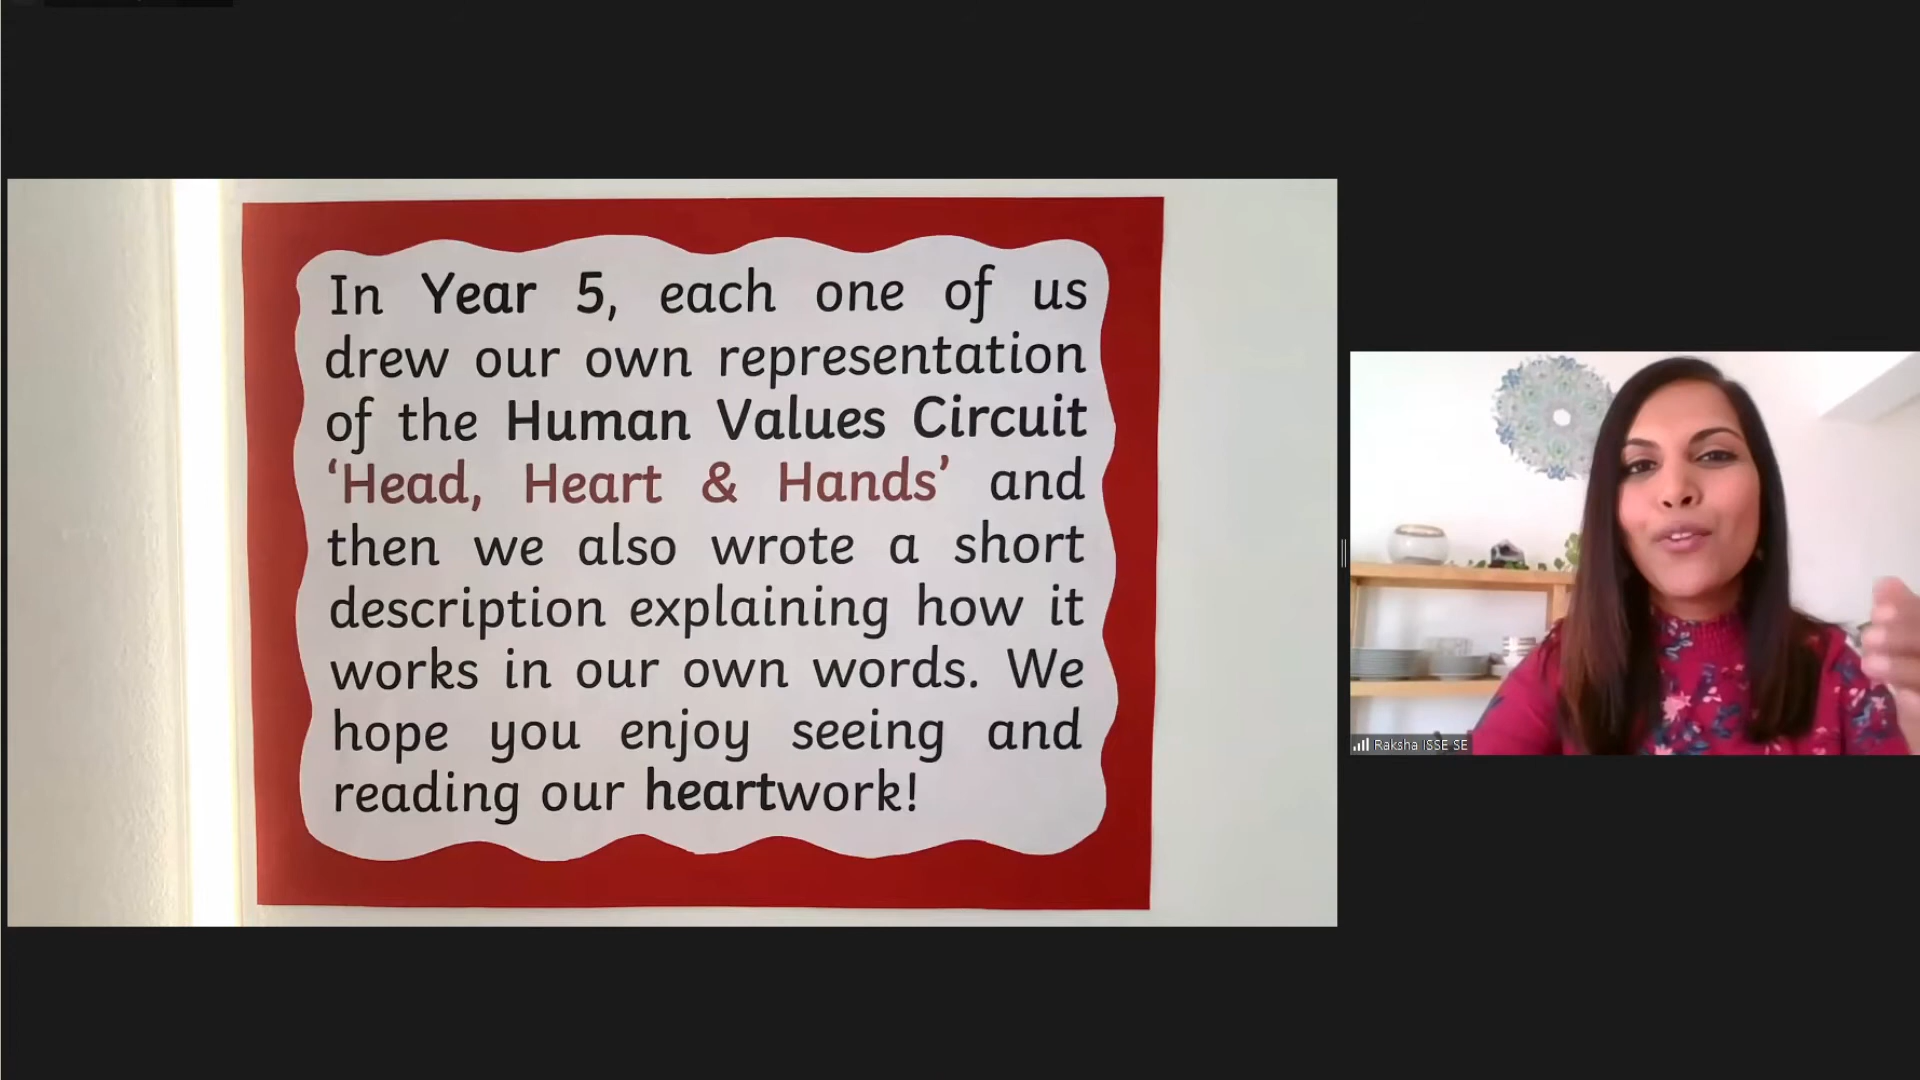 In Year 5, each one of us
drew our own representation
of the Human Values Circuit
‘Head, Heart & Hands’ and
then we also wrote a short
description explaining how it
works in our own words. We
hope you enjoy seeing and
reading our heartwork!
Raksha ISSE SE